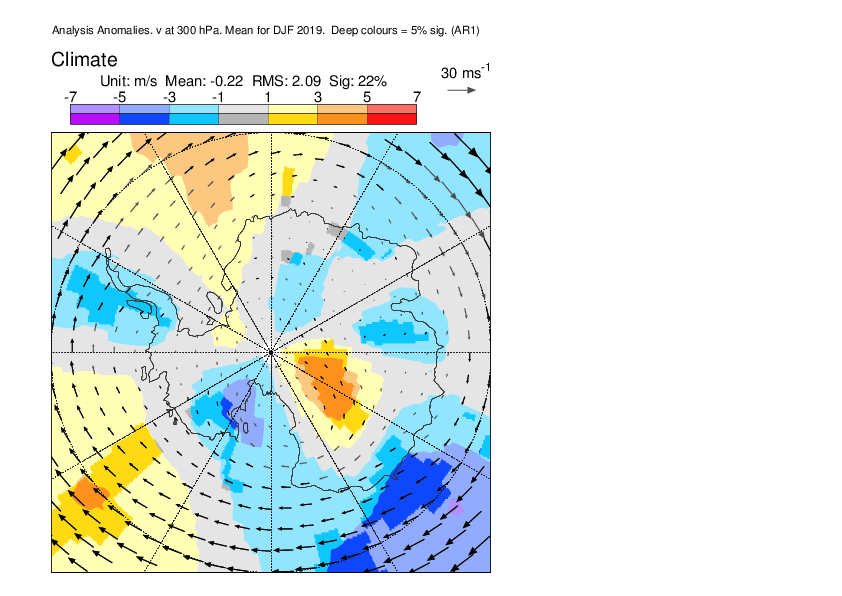 Analysis Anomalies. v at 300 hPa. Mean for DJF 2019.  Deep colours = 5% sig. (AR1)
Climate
30 ms-1
Unit: m/s  Mean: -0.22  RMS: 2.09  Sig: 22%
-7 -5 -3 -1 1 3 5 7